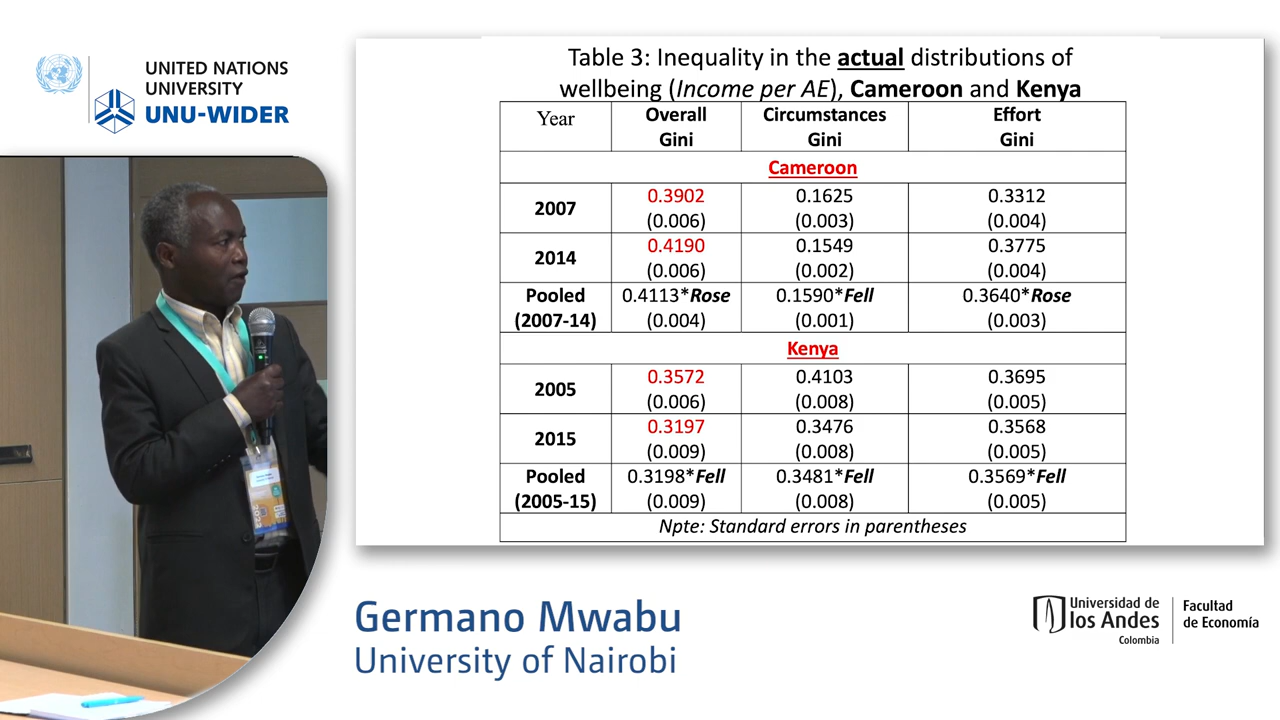 UNITED NATIONS
UNIVERSITY
UNU-WIDER
Table 3: Inequality in the actual distributions of
wellbeing (Income per AE), Cameroon and Kenya
Year Overall Gini Circumstances Gini Effort Gini
Cameroon
2007 0.3902 0.1625 0.3312
(0.006) (0.003) (0.004)
2014 0.4190 0.1549 0.3775
(0.006) (0.002) (0.004)
Pooled 0.4113*Rose 0.1590*Fell 0.3640*Rose
(2007-14) (0.004) (0.001) (0.003)
Kenya
2005 0.3572 0.4103 0.3695
(0.006) (0.008) (0.005)
2015 0.3197 0.3476 0.3568
(0.009) (0.008) (0.005)
Pooled 0.3198*Fell 0.3481*Fell 0.3569*Fell
(2005-15) (0.009) (0.008) (0.005)
Npte: Standard errors in parentheses
Germano Mwabu
University of Nairobi
Universidad de
los Andes
Colombia
Facultad
de Economía